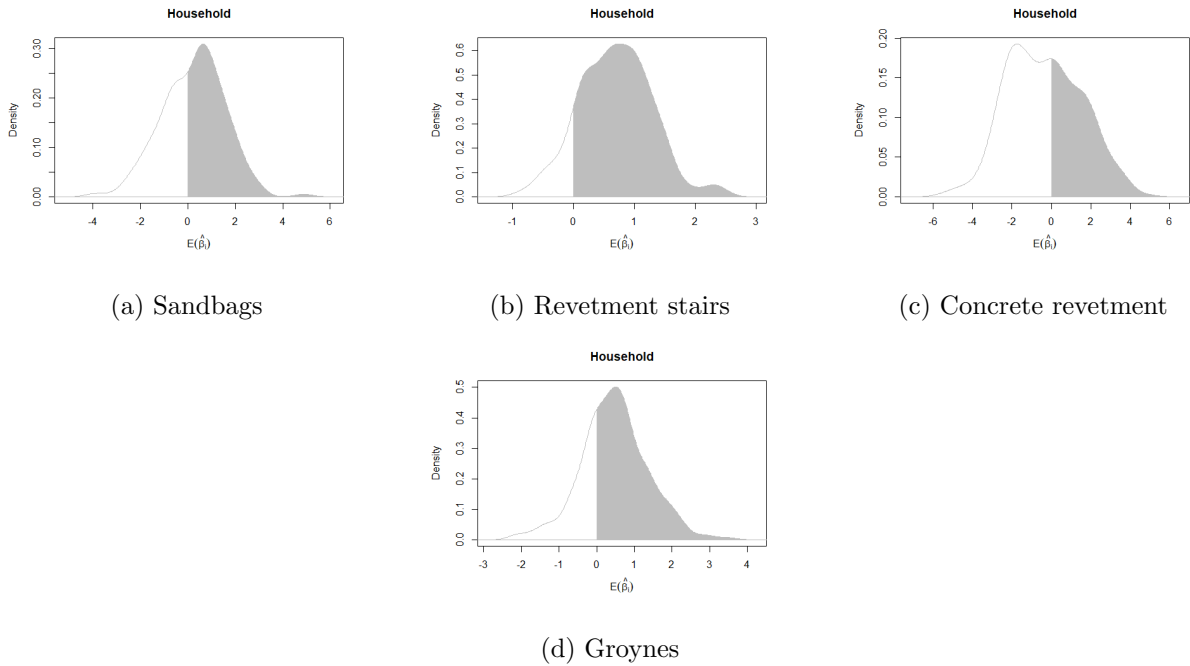 Household
Density
0.00 0.10 0.20 0.30
-4 -2 0 2 4 6
E(β̂ᵢ)
(a) Sandbags
Household
Density
0.0 0.1 0.2 0.3 0.4 0.5 0.6
-1 0 1 2 3
E(β̂ᵢ)
(b) Revetment stairs
Household
Density
0.00 0.05 0.10 0.15 0.20
-6 -4 -2 0 2 4 6
E(β̂ᵢ)
(c) Concrete revetment
Household
Density
0.0 0.1 0.2 0.3 0.4 0.5
-3 -2 -1 0 1 2 3 4
E(β̂ᵢ)
(d) Groynes